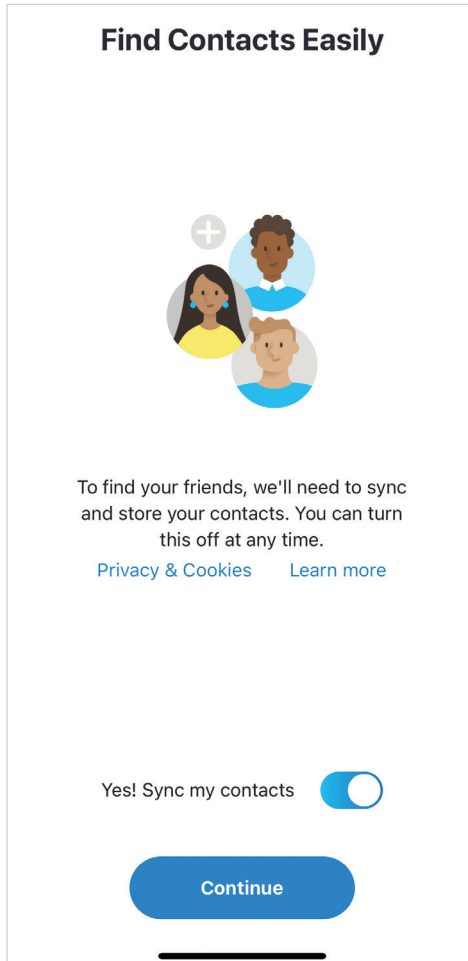 Find Contacts Easily
To find your friends, we'll need to sync
and store your contacts. You can turn
this off at any time.
Privacy & Cookies Learn more
Yes! Sync my contacts
Continue